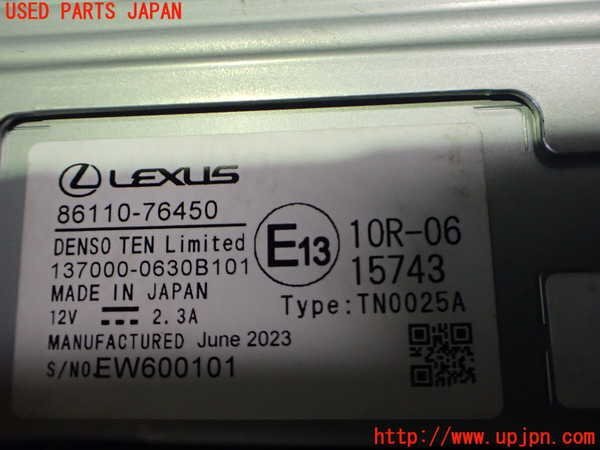 USED PARTS JAPAN
LEXUS
86110-76450
DENSO TEN Limited
137000-0630B101
MADE IN JAPAN
12V 2.3A
MANUFACTURED June 2023
S/NO EW600101
E13
10R-06
15743
Type:TN0025A
http://www.upjpn.com/